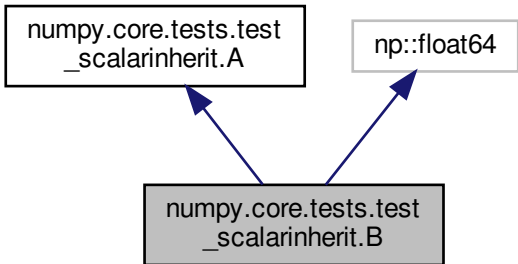 numpy.core.tests.test
_scalarinherit.A
np::float64
numpy.core.tests.test
_scalarinherit.B